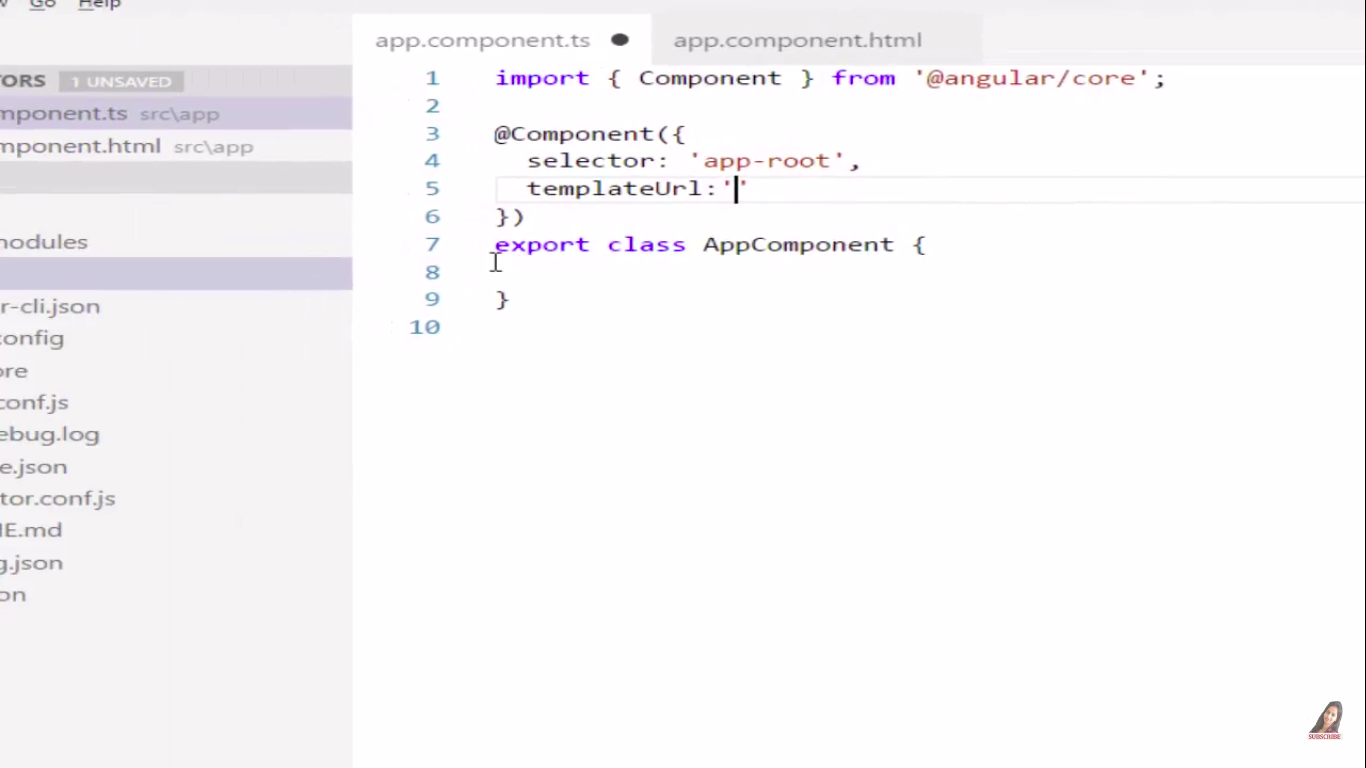 Go Help
app.component.ts app.component.html
TORS 1 UNSAVED
mponent.ts src\app
mponent.html src\app
modules
r-cli.json
config
ore
conf.js
ebug.log
e.json
tor.conf.js
ME.md
g.json
on
1 import { Component } from '@angular/core';
2
3 @Component({
4 selector: 'app-root',
5 templateUrl:''
6 })
7 export class AppComponent {
8
9 }
10
SUBSCRIBE